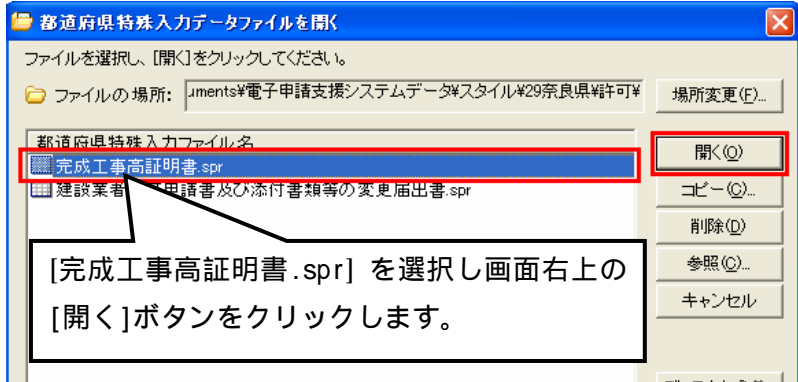 都道府県特殊入力データファイルを開く
ファイルを選択し、[開く]をクリックしてください。
ファイルの場所: uments¥電子申請支援システムデータ¥スタイル¥29奈良県¥許可¥ 場所変更(F)...
都道府県特殊入力ファイル名
完成工事高証明書.spr
建設業者 申請書及び添付書類等の変更届出書.spr
開く(O)
コピー(C)...
削除(D)
参照(C)...
キャンセル
[完成工事高証明書.spr] を選択し画面右上の
[開く]ボタンをクリックします。